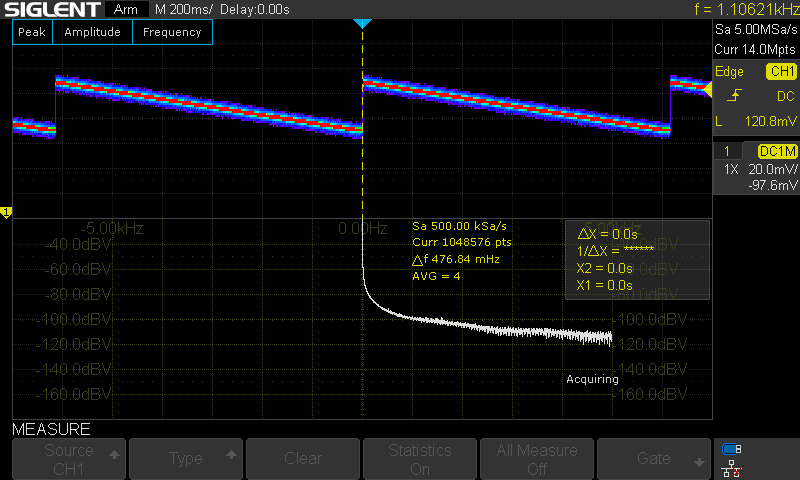 SIGLENT Arm M 200ms/ Delay:0.00s f = 1.10621kHz
Peak Amplitude Frequency
Sa 5.00MSa/s
Curr 14.0Mpts
Edge CH1
DC
L 120.8mV
1 DC1M
1X 20.0mV/
-97.6mV
1
-5.00kHz 0.00Hz 5.00kHz
Sa 500.00 kSa/s
Curr 1048576 pts
△f 476.84 mHz
AVG = 4
△X = 0.0s
1/△X = ******
X2 = 0.0s
X1 = 0.0s
-40.0dBV -40.0dBV
-60.0dBV -60.0dBV
-80.0dBV -80.0dBV
-100.0dBV -100.0dBV
-120.0dBV -120.0dBV
-140.0dBV -140.0dBV
-160.0dBV -160.0dBV
Acquiring
MEASURE
Source
CH1
Type
Clear
Statistics
On
All Measure
Off
Gate